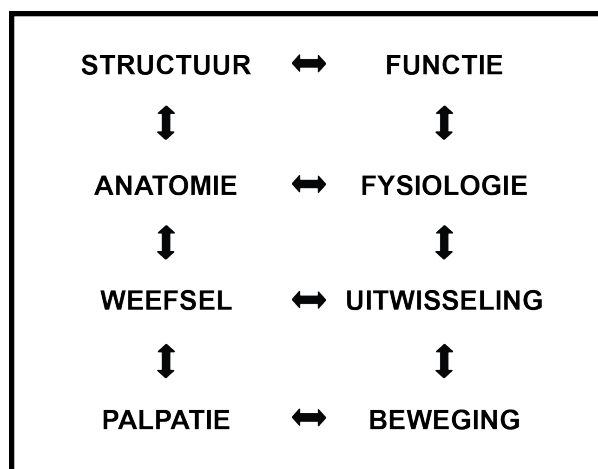 STRUCTUUR ↔ FUNCTIE
↕ ↕
ANATOMIE ↔ FYSIOLOGIE
↕ ↕
WEEFSEL ↔ UITWISSELING
↕ ↕
PALPATIE ↔ BEWEGING